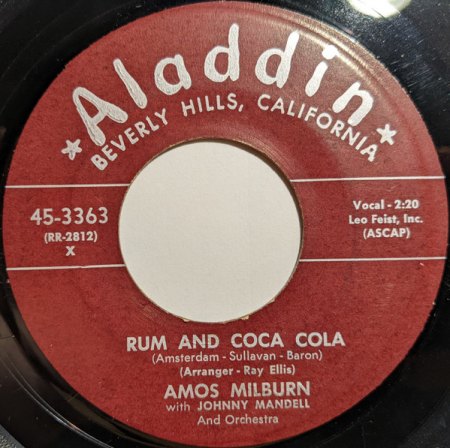 ★ Aladdin ★
BEVERLY HILLS, CALIFORNIA
45-3363
(RR-2812)
X
Vocal - 2:20
Leo Feist, Inc.
(ASCAP)
RUM AND COCA COLA
(Amsterdam - Sullavan - Baron)
(Arranger - Ray Ellis)
AMOS MILBURN
with JOHNNY MANDELL
And Orchestra